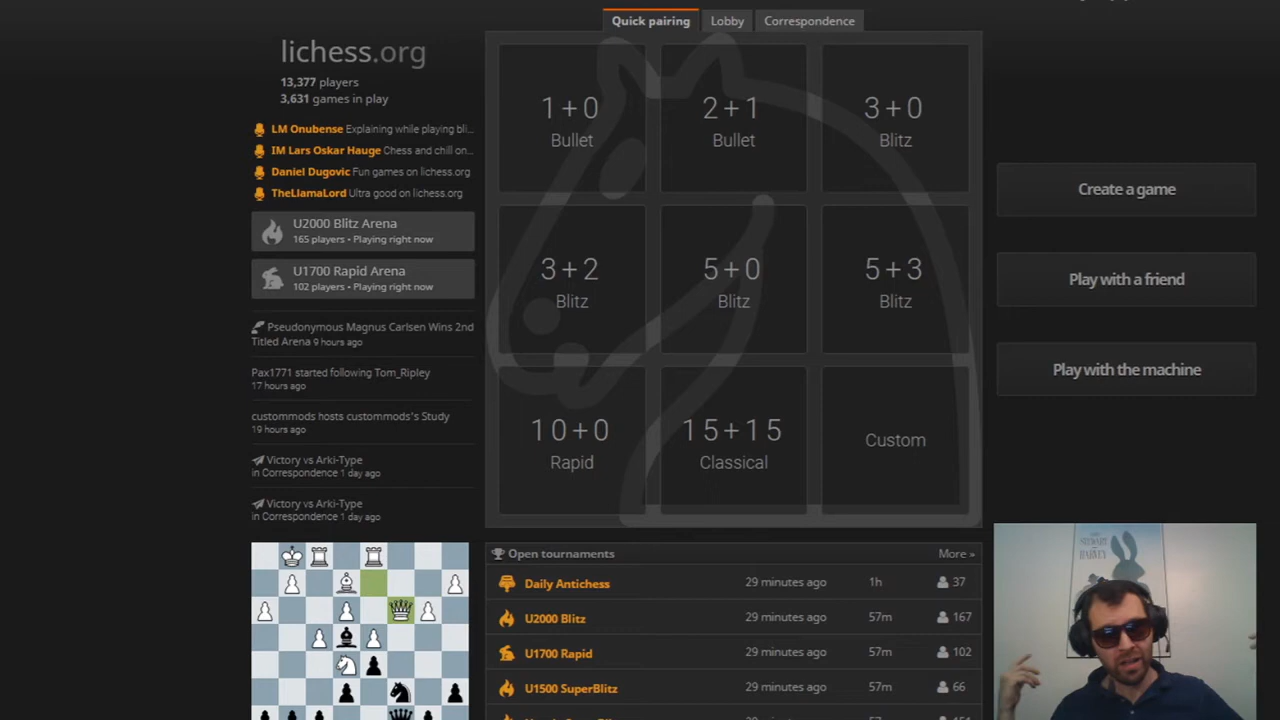 Quick pairing
Lobby
Correspondence
lichess.org
13,377 players
3,631 games in play
LM Onubense Explaining while playing bli...
IM Lars Oskar Hauge Chess and chill on...
Daniel Dugovic Fun games on lichess.org
TheLlamaLord Ultra good on lichess.org
U2000 Blitz Arena
165 players • Playing right now
U1700 Rapid Arena
102 players • Playing right now
Pseudonymous Magnus Carlsen Wins 2nd
Titled Arena 9 hours ago
Pax1771 started following Tom_Ripley
17 hours ago
custommods hosts custommods's Study
19 hours ago
Victory vs Arki-Type
in Correspondence 1 day ago
Victory vs Arki-Type
in Correspondence 1 day ago
1+0
Bullet
2+1
Bullet
3+0
Blitz
3+2
Blitz
5+0
Blitz
5+3
Blitz
10+0
Rapid
15+15
Classical
Custom
Create a game
Play with a friend
Play with the machine
Open tournaments
More »
Daily Antichess 29 minutes ago 1h 37
U2000 Blitz 29 minutes ago 57m 167
U1700 Rapid 29 minutes ago 57m 102
U1500 SuperBlitz 29 minutes ago 57m 66
HARVEY